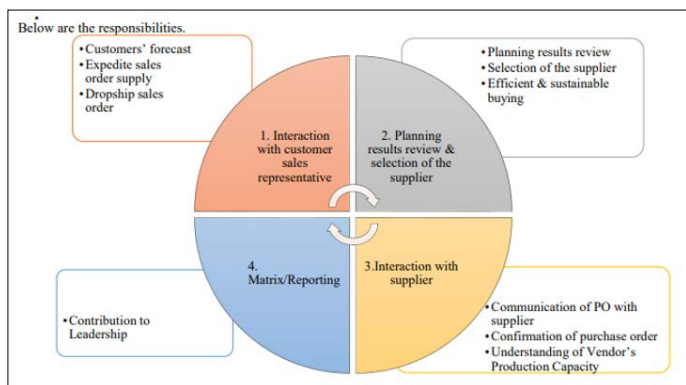 •
Below are the responsibilities.
• Customers' forecast
• Expedite sales
order supply
• Dropship sales
order
• Planning results review
• Selection of the supplier
• Efficient & sustainable
buying
1. Interaction
with customer
sales
representative
2. Planning
results review &
selection of the
supplier
4.
Matrix/Reporting
3.Interaction with
supplier
• Contribution to
Leadership
• Communication of PO with
supplier
• Confirmation of purchase order
• Understanding of Vendor's
Production Capacity